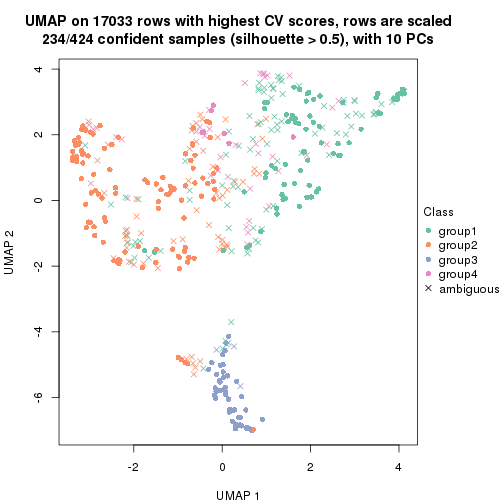 UMAP on 17033 rows with highest CV scores, rows are scaled
234/424 confident samples (silhouette > 0.5), with 10 PCs
4
2
0
-2
-4
-6
UMAP 2
-2
0
2
4
UMAP 1
Class
group1
group2
group3
group4
ambiguous